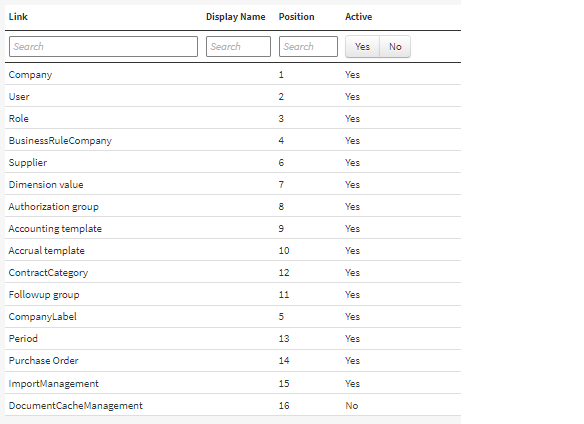 Link Display Name Position Active
Search Search Search Yes No
Company 1 Yes
User 2 Yes
Role 3 Yes
BusinessRuleCompany 4 Yes
Supplier 6 Yes
Dimension value 7 Yes
Authorization group 8 Yes
Accounting template 9 Yes
Accrual template 10 Yes
ContractCategory 12 Yes
Followup group 11 Yes
CompanyLabel 5 Yes
Period 13 Yes
Purchase Order 14 Yes
ImportManagement 15 Yes
DocumentCacheManagement 16 No